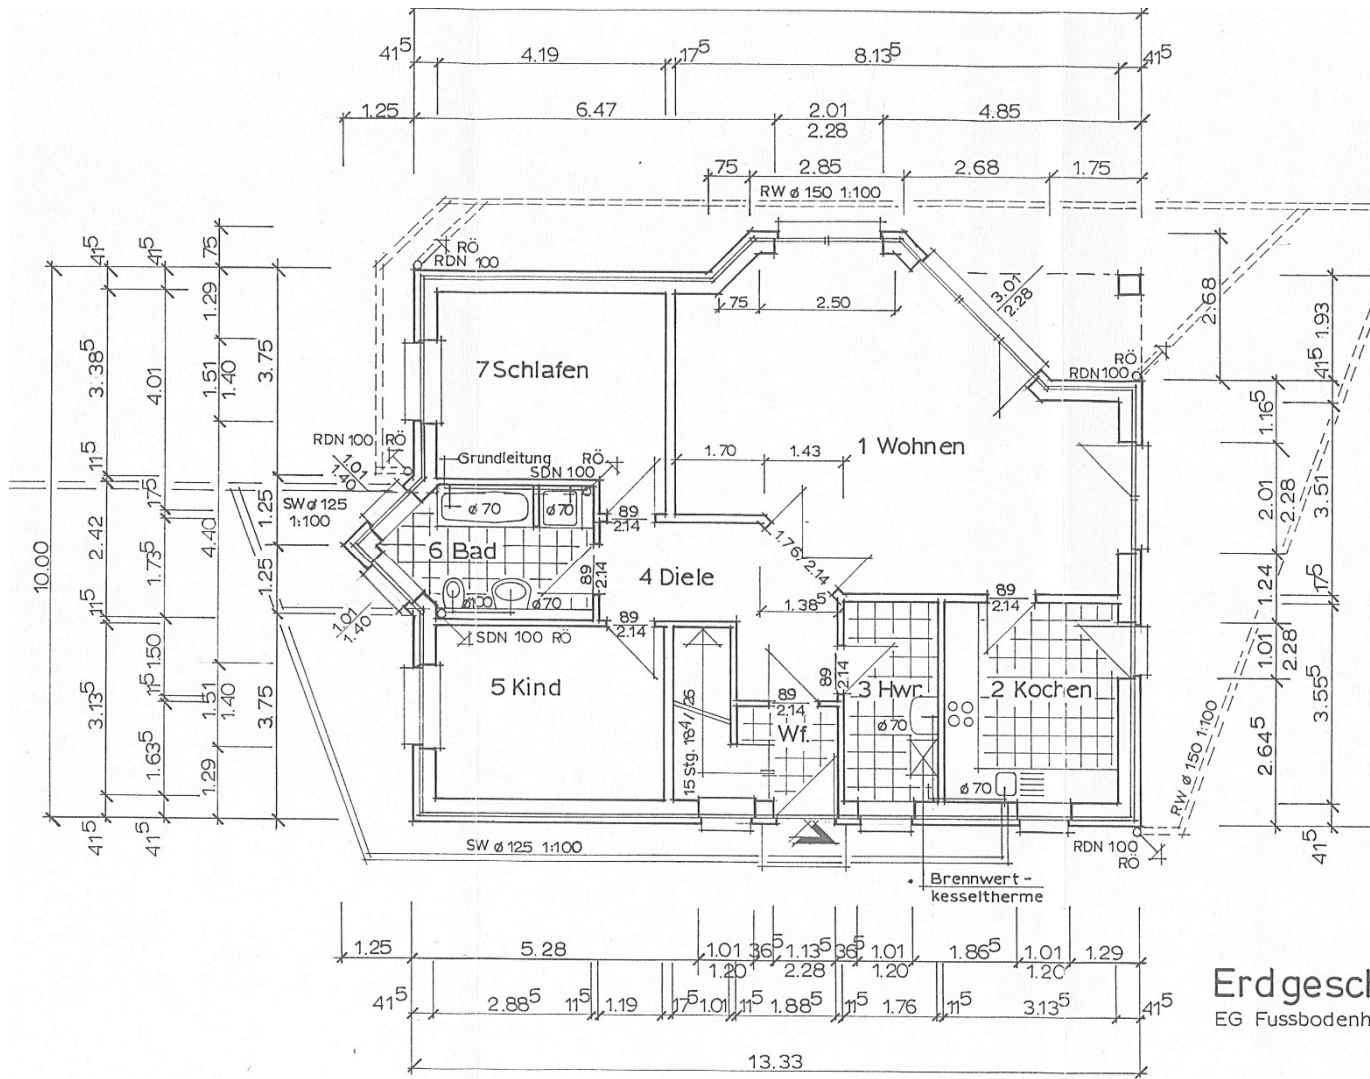 41⁵ 4.19 17⁵ 8.13⁵ 41⁵
1.25 6.47 2.01 4.85
2.28
75 2.85 2.68 1.75
RW ø 150 1:100
RÖ
RDN 100
75 2.50
3.01
2.28
2.68
41⁵ 41⁵ 75
1.29
3.38⁵ 4.01 1.51 3.75
1.40
10.00
11⁵ 17⁵ 1.25
2.42 1.73⁵ 4.40 1.25
11⁵ 1.50
11⁵
3.13⁵ 1.63⁵ 1.51 3.75
1.40
1.29
41⁵ 41⁵
7 Schlafen
RDN 100 RÖ
1.01
1.40
SW ø 125
1:100
Grundleitung RÖ
SDN 100
ø 70 ø 70
6 Bad
ø100 ø 70
89
2.14
1.01
1.40
SDN 100 RÖ
89
2.14
89
2.14
4 Diele
1.70 1.43
1 Wohnen
1.76
2.14
1.38⁵
RÖ
RDN 100
1.93
41⁵
1.16⁵
2.01 3.51
2.28
1.24 17⁵
1.01
2.28
3.55⁵
2.64⁵
41⁵
89
2.14
5 Kind
15 Stg. 18⁴/26
89
2.14
Wf.
89
2.14
3 Hwr
ø 70
2 Kochen
ø 70
RW ø 150 1:100
RDN 100
RÖ
SW ø 125 1:100
Brennwert-
kesseltherme
1.25 5.28 1.01 36⁵ 1.13⁵ 36⁵ 1.01 1.86⁵ 1.01 1.29
1.20 2.28 1.20 1.20
41⁵ 2.88⁵ 11⁵ 1.19 17⁵ 1.01 11⁵ 1.88⁵ 11⁵ 1.76 11⁵ 3.13⁵ 41⁵
13.33
Erdgesch
EG Fussbodenh